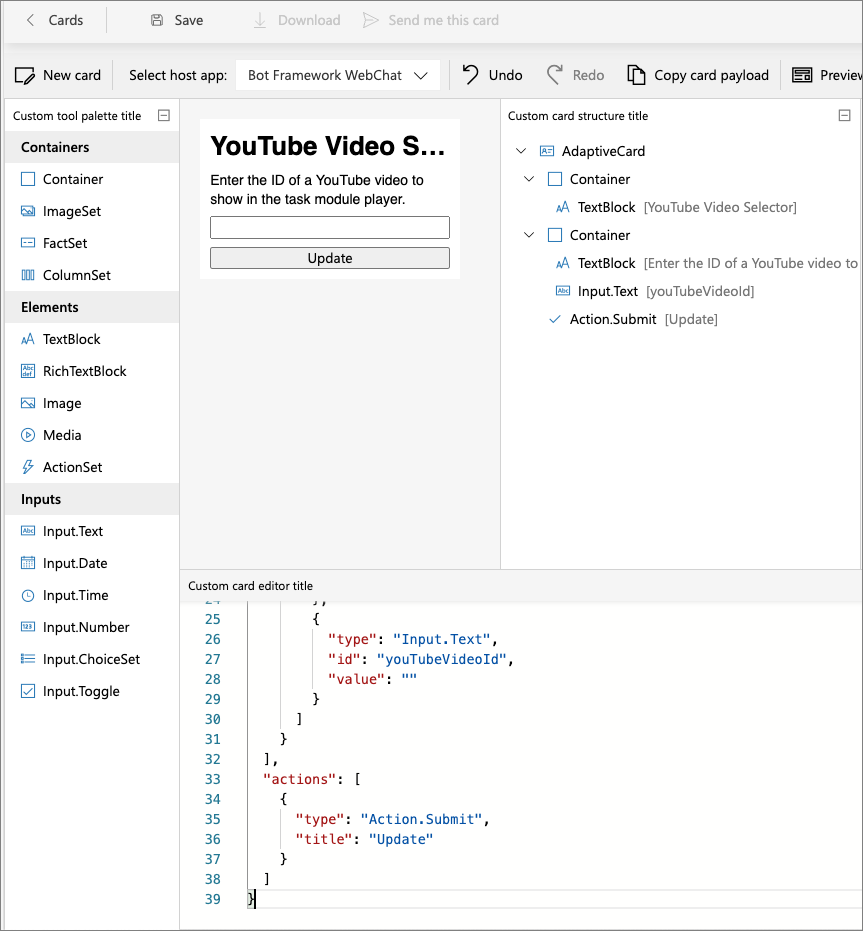 Cards
Save
Download
Send me this card
New card
Select host app:
Bot Framework WebChat
Undo
Redo
Copy card payload
Preview
Custom tool palette title
Containers
Container
ImageSet
FactSet
ColumnSet
Elements
TextBlock
RichTextBlock
Image
Media
ActionSet
Inputs
Input.Text
Input.Date
Input.Time
Input.Number
Input.ChoiceSet
Input.Toggle
YouTube Video S...
Enter the ID of a YouTube video to
show in the task module player.
Update
Custom card structure title
AdaptiveCard
Container
TextBlock [YouTube Video Selector]
Container
TextBlock [Enter the ID of a YouTube video to
Input.Text [youTubeVideoId]
Action.Submit [Update]
Custom card editor title
24 },
25 {
26 "type": "Input.Text",
27 "id": "youTubeVideoId",
28 "value": ""
29 }
30 ]
31 }
32 ],
33 "actions": [
34 {
35 "type": "Action.Submit",
36 "title": "Update"
37 }
38 ]
39 }